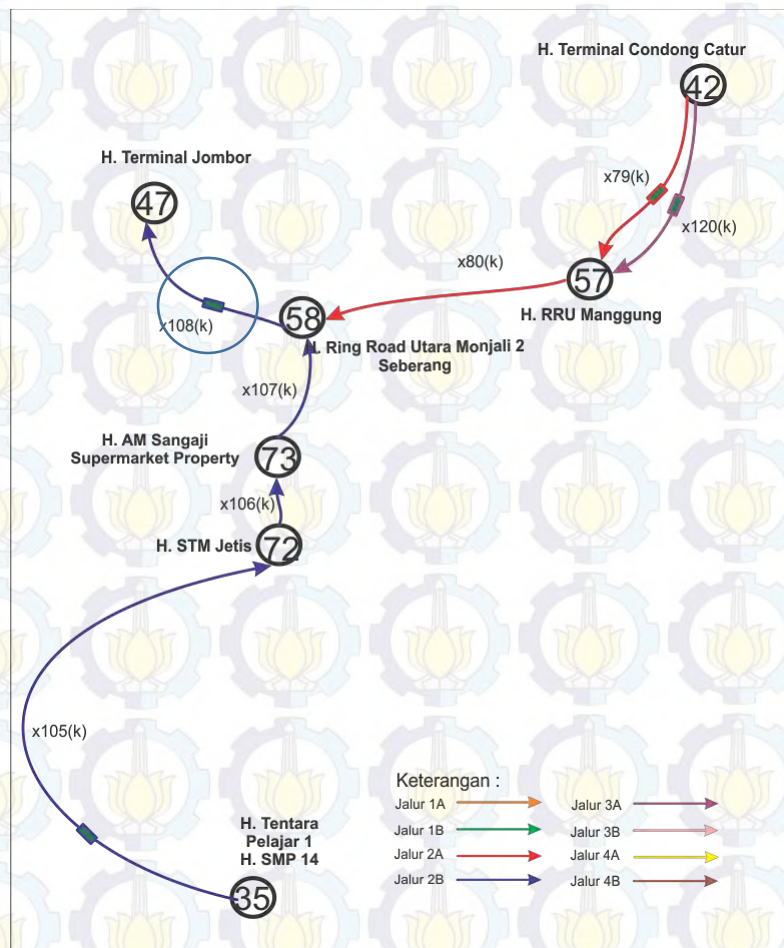 H. Terminal Condong Catur
42
H. Terminal Jombor
47
x79(k)
x120(k)
x80(k)
57
H. RRU Manggung
58
x108(k)
. Ring Road Utara Monjali 2
Seberang
x107(k)
H. AM Sangaji
Supermarket Property
73
x106(k)
H. STM Jetis
72
x105(k)
H. Tentara
Pelajar 1
H. SMP 14
35
Keterangan :
Jalur 1A
Jalur 1B
Jalur 2A
Jalur 2B
Jalur 3A
Jalur 3B
Jalur 4A
Jalur 4B